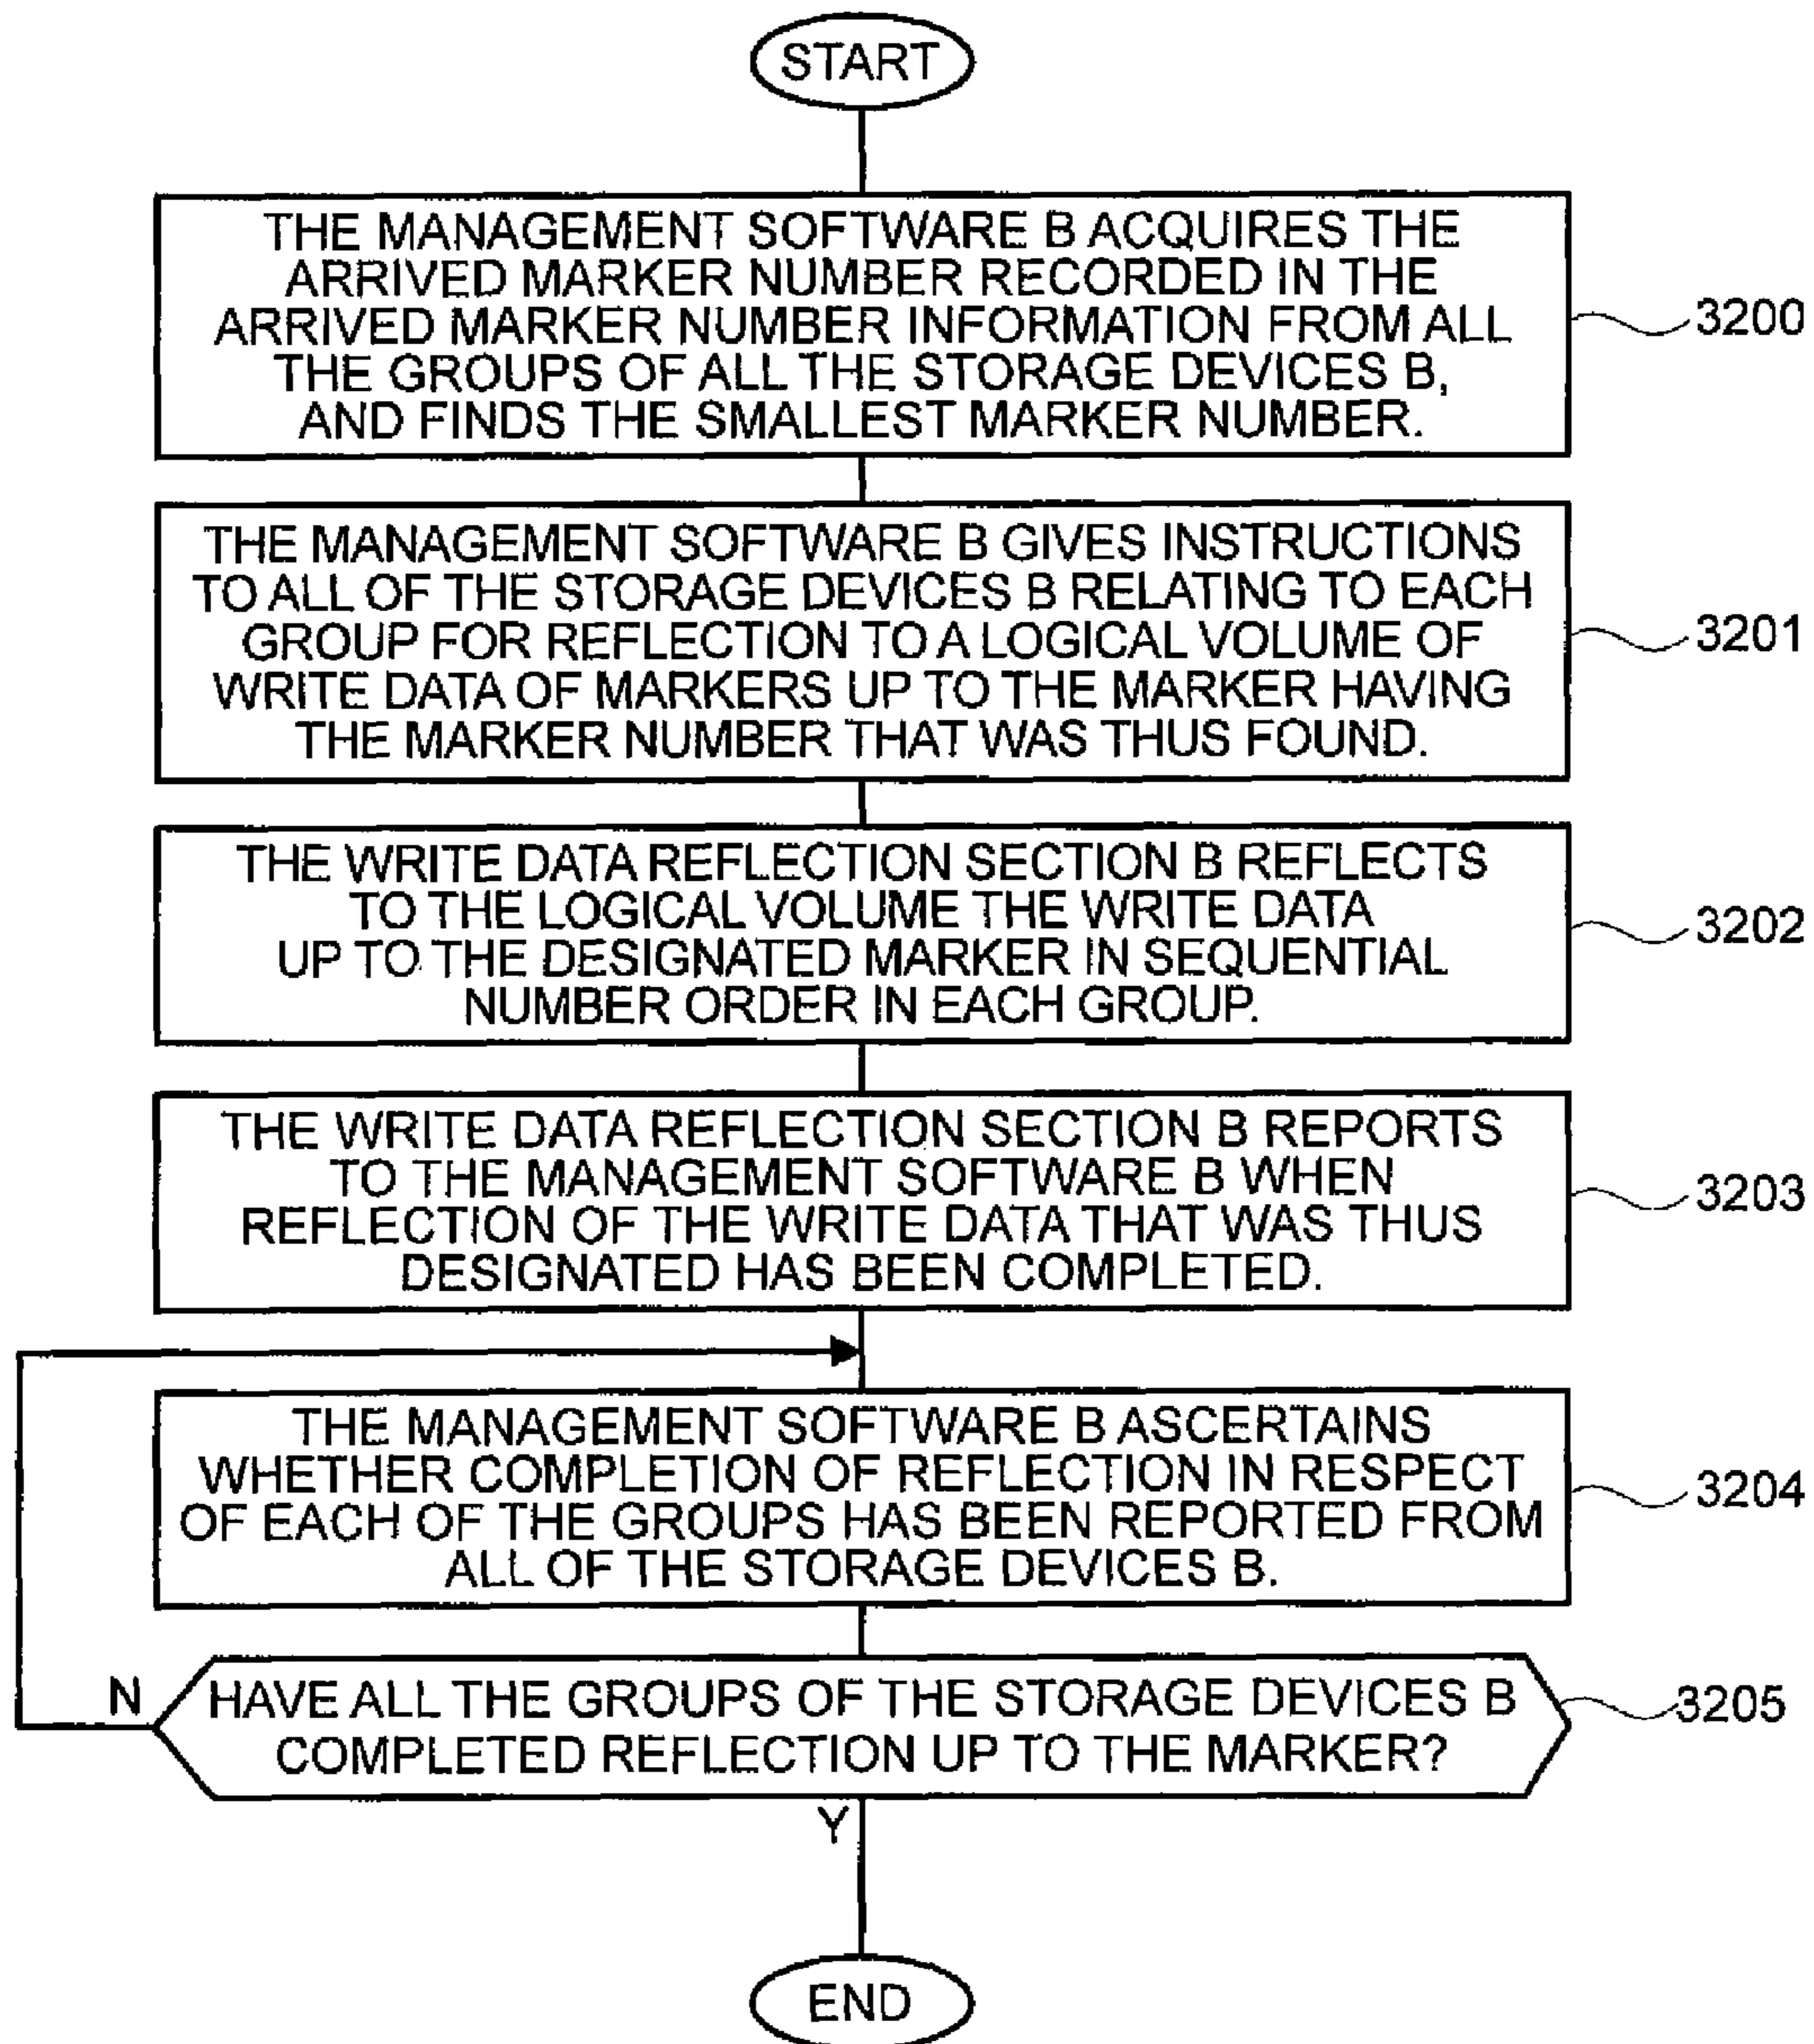 START
THE MANAGEMENT SOFTWARE B ACQUIRES THE
ARRIVED MARKER NUMBER RECORDED IN THE
ARRIVED MARKER NUMBER INFORMATION FROM ALL
THE GROUPS OF ALL THE STORAGE DEVICES B,
AND FINDS THE SMALLEST MARKER NUMBER.
3200
THE MANAGEMENT SOFTWARE B GIVES INSTRUCTIONS
TO ALL OF THE STORAGE DEVICES B RELATING TO EACH
GROUP FOR REFLECTION TO A LOGICAL VOLUME OF
WRITE DATA OF MARKERS UP TO THE MARKER HAVING
THE MARKER NUMBER THAT WAS THUS FOUND.
3201
THE WRITE DATA REFLECTION SECTION B REFLECTS
TO THE LOGICAL VOLUME THE WRITE DATA
UP TO THE DESIGNATED MARKER IN SEQUENTIAL
NUMBER ORDER IN EACH GROUP.
3202
THE WRITE DATA REFLECTION SECTION B REPORTS
TO THE MANAGEMENT SOFTWARE B WHEN
REFLECTION OF THE WRITE DATA THAT WAS THUS
DESIGNATED HAS BEEN COMPLETED.
3203
THE MANAGEMENT SOFTWARE B ASCERTAINS
WHETHER COMPLETION OF REFLECTION IN RESPECT
OF EACH OF THE GROUPS HAS BEEN REPORTED FROM
ALL OF THE STORAGE DEVICES B.
3204
N
HAVE ALL THE GROUPS OF THE STORAGE DEVICES B
COMPLETED REFLECTION UP TO THE MARKER?
3205
Y
END